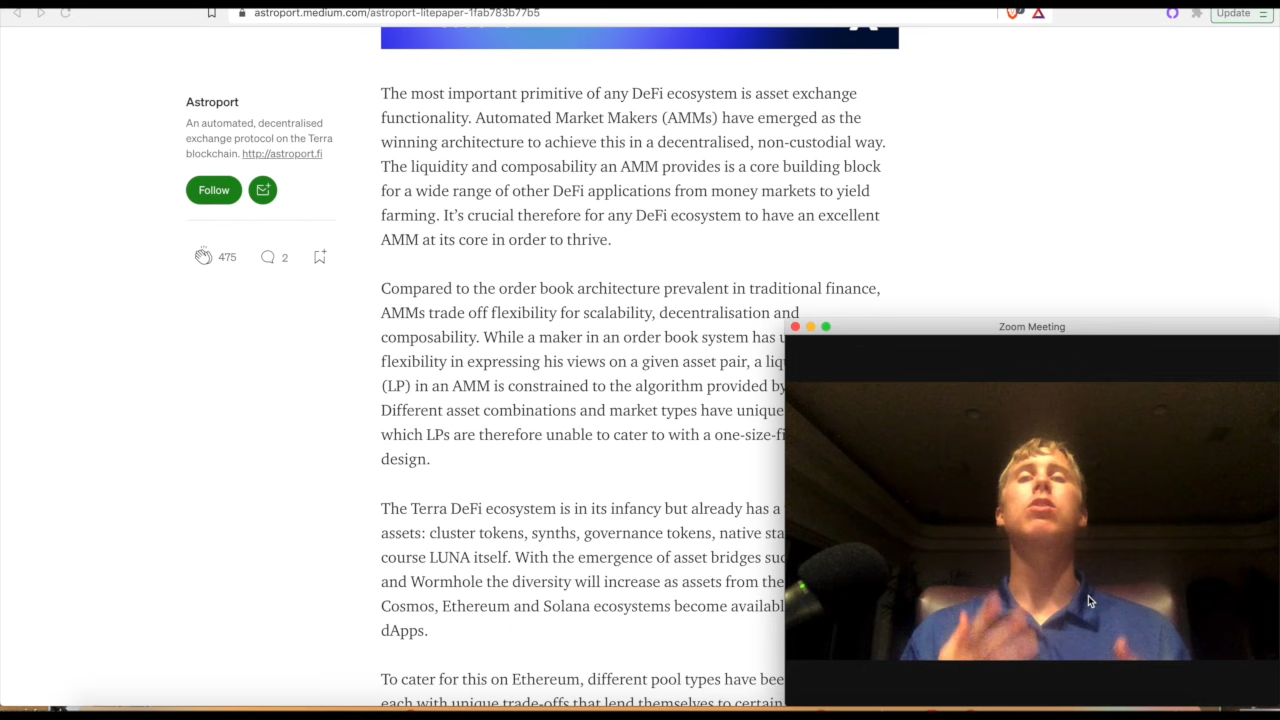 astroport.medium.com/astroport-litepaper-1fab783b77b5
Update
Astroport
An automated, decentralised
exchange protocol on the Terra
blockchain. http://astroport.fi
Follow
475
2
The most important primitive of any DeFi ecosystem is asset exchange
functionality. Automated Market Makers (AMMs) have emerged as the
winning architecture to achieve this in a decentralised, non-custodial way.
The liquidity and composability an AMM provides is a core building block
for a wide range of other DeFi applications from money markets to yield
farming. It’s crucial therefore for any DeFi ecosystem to have an excellent
AMM at its core in order to thrive.
Compared to the order book architecture prevalent in traditional finance,
AMMs trade off flexibility for scalability, decentralisation and
composability. While a maker in an order book system has
flexibility in expressing his views on a given asset pair, a
(LP) in an AMM is constrained to the algorithm provided by
Different asset combinations and market types have unique
which LPs are therefore unable to cater to with a
design.
The Terra DeFi ecosystem is in its infancy but already has a
assets: cluster tokens, synths, governance tokens, native
course LUNA itself. With the emergence of asset bridges
and Wormhole the diversity will increase as assets from the
Cosmos, Ethereum and Solana ecosystems become
dApps.
To cater for this on Ethereum, different pool types have
each with unique trade-offs that lend themselves to certain
Zoom Meeting